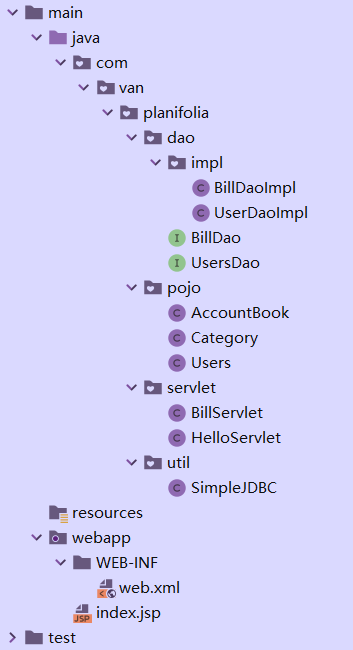 main
java
com
van
planifolia
dao
impl
BillDaoImpl
UserDaoImpl
BillDao
UsersDao
pojo
AccountBook
Category
Users
servlet
BillServlet
HelloServlet
util
SimpleJDBC
resources
webapp
WEB-INF
web.xml
index.jsp
test